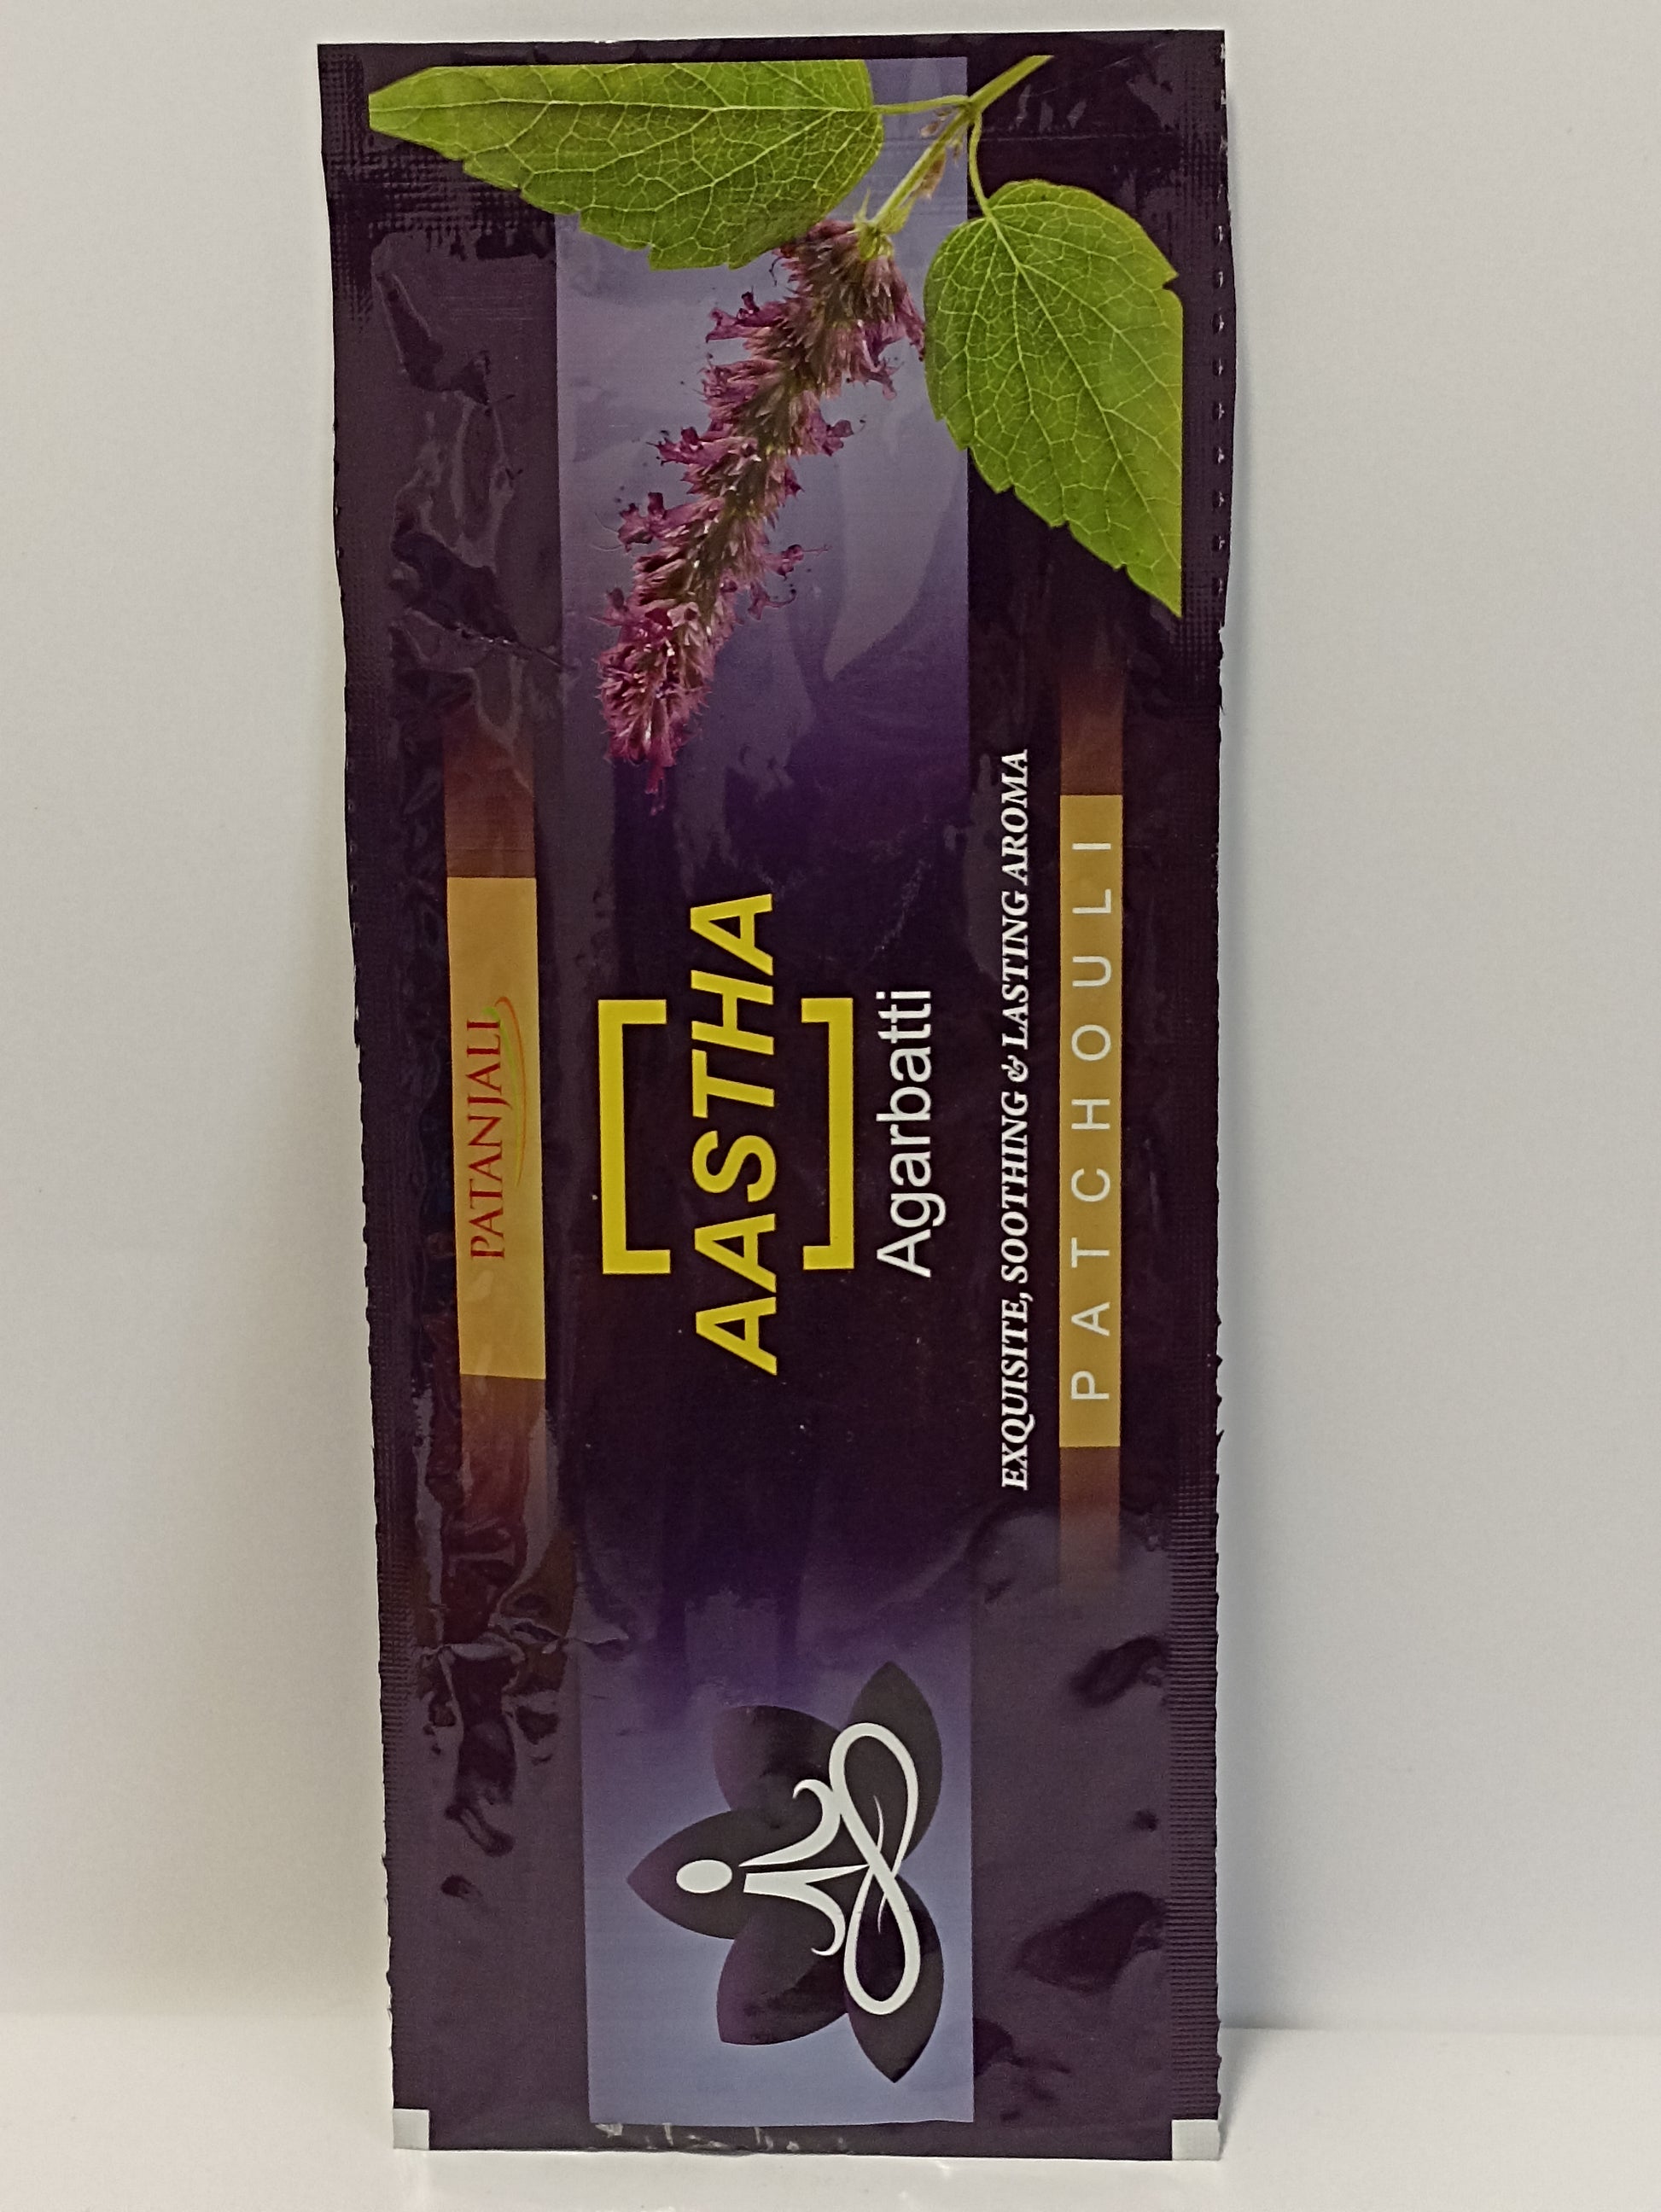 PATANJALI
AASTHA
Agarbatti
EXQUISITE, SOOTHING & LASTING AROMA
PATCHOULI